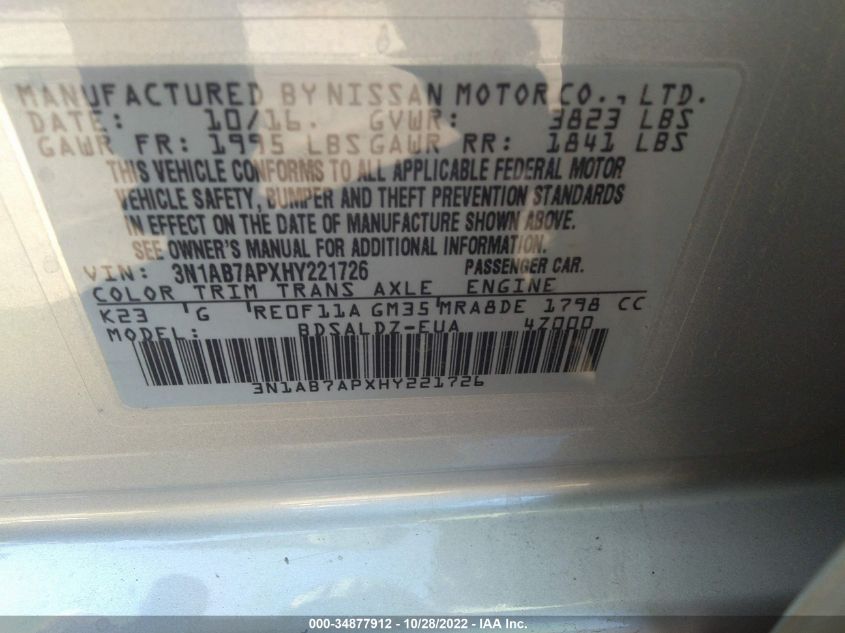 MANUFACTURED BY NISSAN MOTOR CO., LTD.
DATE: 10/16. GVWR: 3823 LBS
GAWR FR: 1995 LBS GAWR RR: 1841 LBS
THIS VEHICLE CONFORMS TO ALL APPLICABLE FEDERAL MOTOR
VEHICLE SAFETY, BUMPER AND THEFT PREVENTION STANDARDS
IN EFFECT ON THE DATE OF MANUFACTURE SHOWN ABOVE.
SEE OWNER'S MANUAL FOR ADDITIONAL INFORMATION.
VIN: 3N1AB7APXHY221726 PASSENGER CAR.
COLOR TRIM TRANS AXLE ENGINE
K23 G RE0F11A GM35 MRA8DE 1798 CC
MODEL: BDSALDZ-EUA 4Z000
3N1AB7APXHY221726
000-34877912 - 10/28/2022 - IAA Inc.